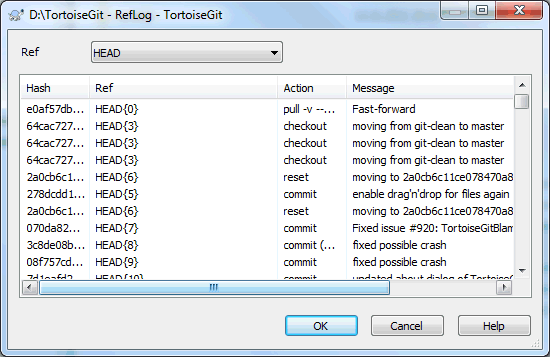 D:\TortoiseGit - RefLog - TortoiseGit
Ref HEAD
Hash Ref Action Message
e0af57db... HEAD{0} pull -v --... Fast-forward
64cac727... HEAD{3} checkout moving from git-clean to master
64cac727... HEAD{3} checkout moving from git-clean to master
64cac727... HEAD{3} checkout moving from git-clean to master
2a0cb6c... HEAD{6} reset moving to 2a0cb6c11ce078470a8
278dcdd1... HEAD{5} commit enable drag'n'drop for files again
2a0cb6c... HEAD{6} reset moving to 2a0cb6c11ce078470a8
070da82... HEAD{7} commit Fixed issue #920: TortoiseGitBlam
3c8de08b... HEAD{8} commit (... fixed possible crash
08f757cd... HEAD{9} commit fixed possible crash
7d1eafd2... HEAD{10} commit updated about dialog of TortoiseG
OK Cancel Help